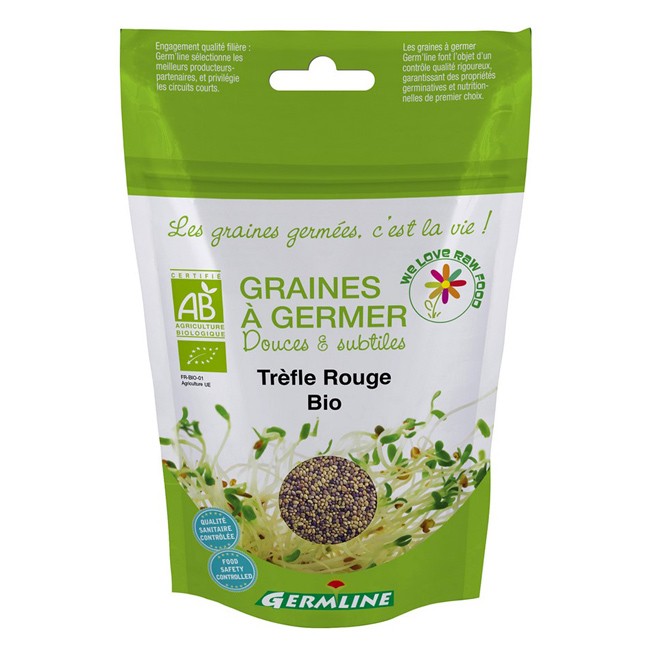 Engagement qualité filière :
Germ'line sélectionne les
meilleurs producteurs-
partenaires, et privilégie
les circuits courts.
Les graines à germer
Germ'line font l'objet d'un
contrôle qualité rigoureux,
garantissant des propriétés
germinatives et nutrition-
nelles de premier choix.
Les graines germées, c'est la vie !
WE LOVE RAW FOOD
CERTIFIÉ
AB
AGRICULTURE
BIOLOGIQUE
FR-BIO-01
Agriculture UE
GRAINES
À GERMER
Douces & subtiles
Trèfle Rouge
Bio
QUALITÉ
SANITAIRE
CONTRÔLÉE
FOOD
SAFETY
CONTROLLED
GERMLINE